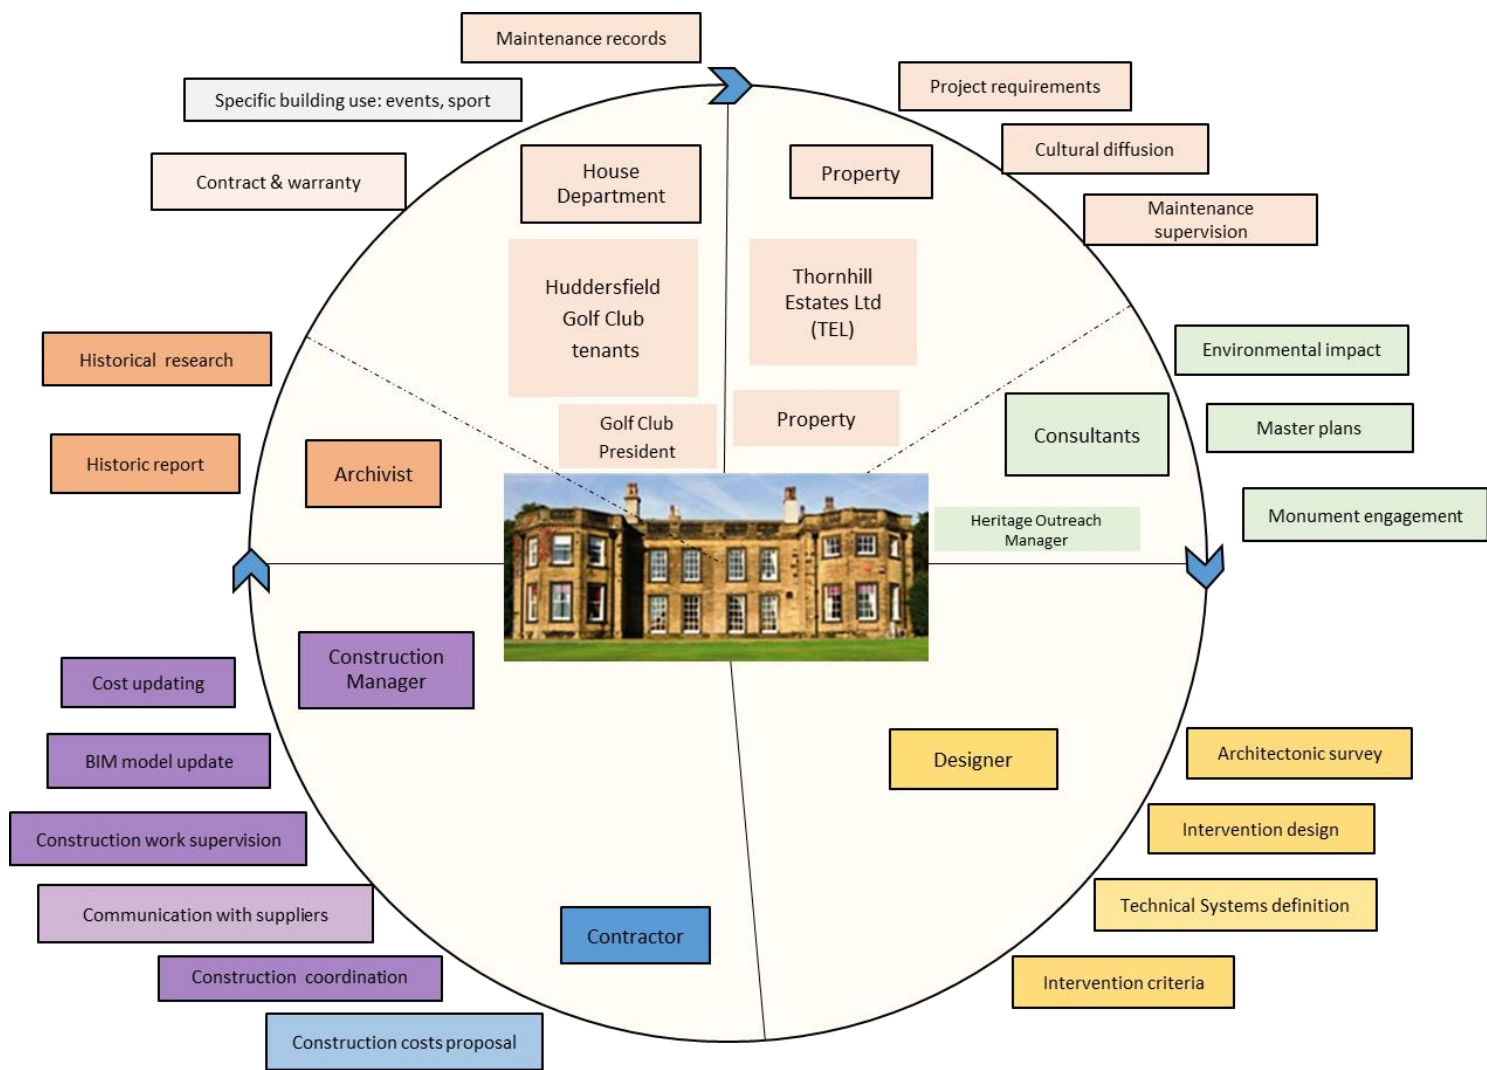 Maintenance records
Specific building use: events, sport
Project requirements
Cultural diffusion
Contract & warranty
House
Department
Property
Maintenance
supervision
Huddersfield
Golf Club
tenants
Thornhill
Estates Ltd
(TEL)
Historical research
Environmental impact
Golf Club
President
Property
Consultants
Master plans
Historic report
Archivist
Monument engagement
Heritage Outreach
Manager
Construction
Manager
Cost updating
BIM model update
Designer
Architectonic survey
Construction work supervision
Intervention design
Communication with suppliers
Technical Systems definition
Contractor
Construction coordination
Intervention criteria
Construction costs proposal